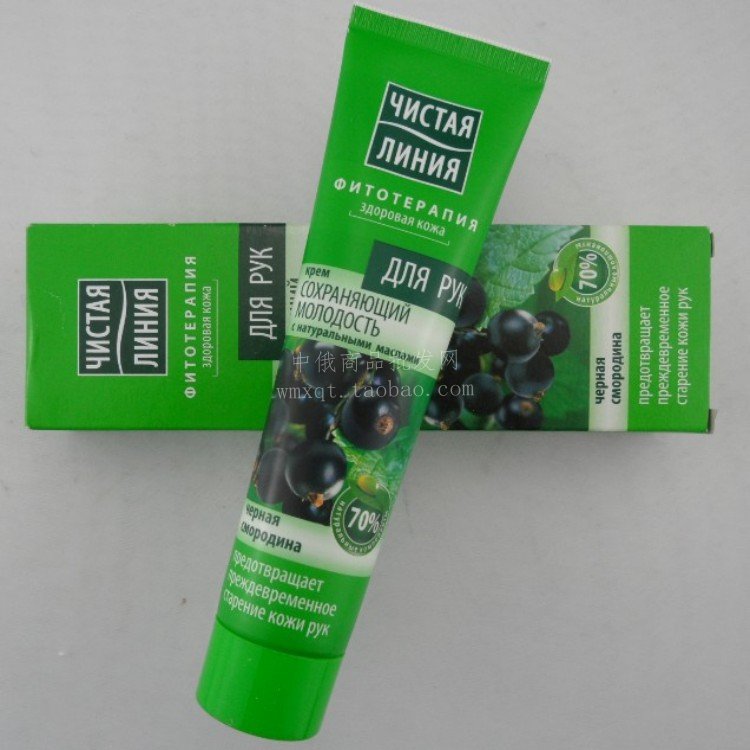 ЧИСТАЯ
ЛИНИЯ
ФИТОТЕРАПИЯ
здоровая кожа
ДЛЯ РУК
крем
СОХРАНЯЮЩИЙ
МОЛОДОСТЬ
с натуральными маслами
черная
смородина
70%
предотвращает
преждевременное
старение кожи рук
ЧИСТАЯ
ЛИНИЯ
ФИТОТЕРАПИЯ
здоровая кожа
ДЛЯ РУК
70%
черная
смородина
предотвращает
преждевременное
старение кожи рук
中俄商品批发网
wmxqt.taobao.com